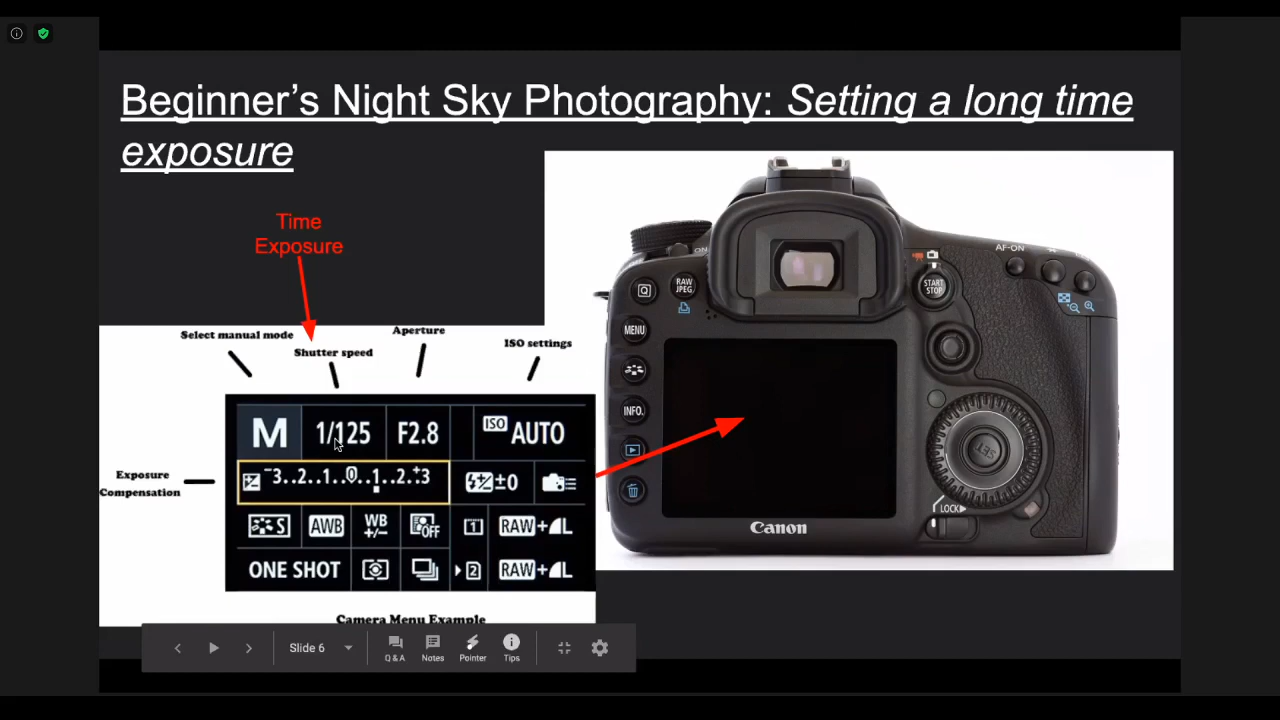 Beginner's Night Sky Photography: Setting a long time
exposure
Time
Exposure
Select manual mode
Shutter speed
Aperture
ISO settings
M 1/125 F2.8 ISO AUTO
Exposure
Compensation
-3..2..1..0..1..2..+3 ±0
S AWB WB +/- OFF 1 RAW+L
ONE SHOT 2 RAW+L
Camera Menu Example
ON
AF-ON
Q
RAW
JPEG
START
STOP
MENU
INFO.
SET
LOCK
Canon
Slide 6
Q & A
Notes
Pointer
Tips